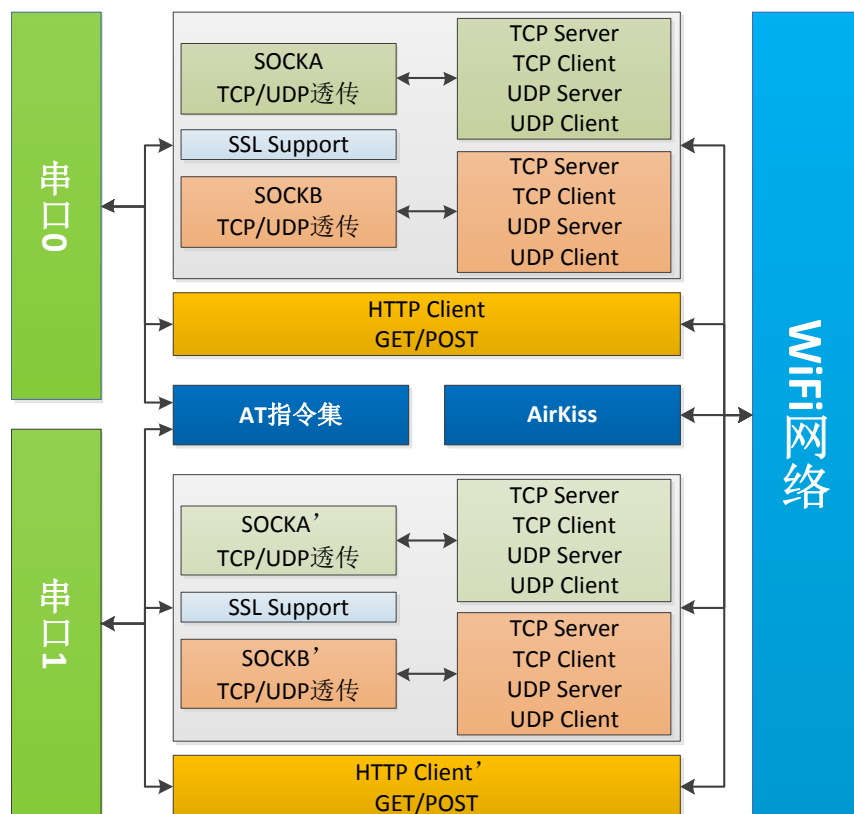 串口0
SOCKA
TCP/UDP透传
TCP Server
TCP Client
UDP Server
UDP Client
SSL Support
SOCKB
TCP/UDP透传
TCP Server
TCP Client
UDP Server
UDP Client
HTTP Client
GET/POST
AT指令集
AirKiss
WiFi网络
串口1
SOCKA’
TCP/UDP透传
TCP Server
TCP Client
UDP Server
UDP Client
SSL Support
SOCKB’
TCP/UDP透传
TCP Server
TCP Client
UDP Server
UDP Client
HTTP Client’
GET/POST